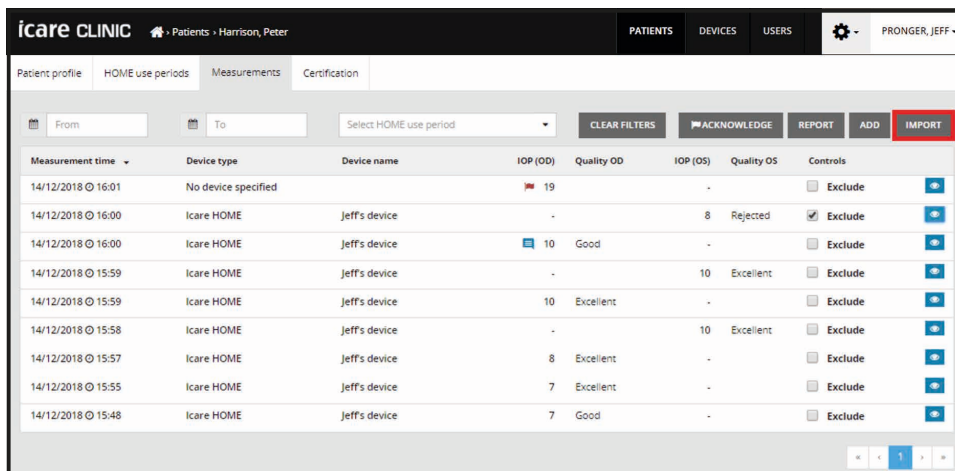 icare CLINIC › Patients › Harrison, Peter PATIENTS DEVICES USERS PRONGER, JEFF
Patient profile HOME use periods Measurements Certification
From To Select HOME use period CLEAR FILTERS ACKNOWLEDGE REPORT ADD IMPORT
Measurement time Device type Device name IOP (OD) Quality OD IOP (OS) Quality OS Controls
14/12/2018 16:01 No device specified 19 - Exclude
14/12/2018 16:00 Icare HOME Jeff's device - 8 Rejected Exclude
14/12/2018 16:00 Icare HOME Jeff's device 10 Good - Exclude
14/12/2018 15:59 Icare HOME Jeff's device - 10 Excellent Exclude
14/12/2018 15:59 Icare HOME Jeff's device 10 Excellent - Exclude
14/12/2018 15:58 Icare HOME Jeff's device - 10 Excellent Exclude
14/12/2018 15:57 Icare HOME Jeff's device 8 Excellent - Exclude
14/12/2018 15:55 Icare HOME Jeff's device 7 Excellent - Exclude
14/12/2018 15:48 Icare HOME Jeff's device 7 Good - Exclude
« ‹ 1 › »